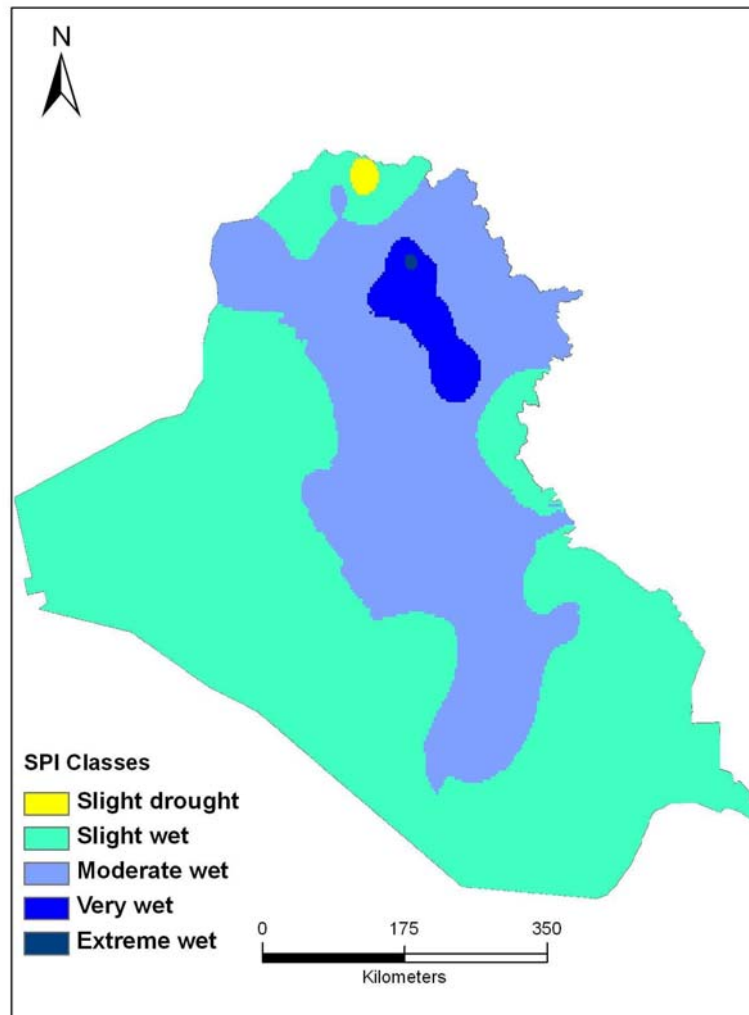 N
SPI Classes
Slight drought
Slight wet
Moderate wet
Very wet
Extreme wet
0 175 350
Kilometers